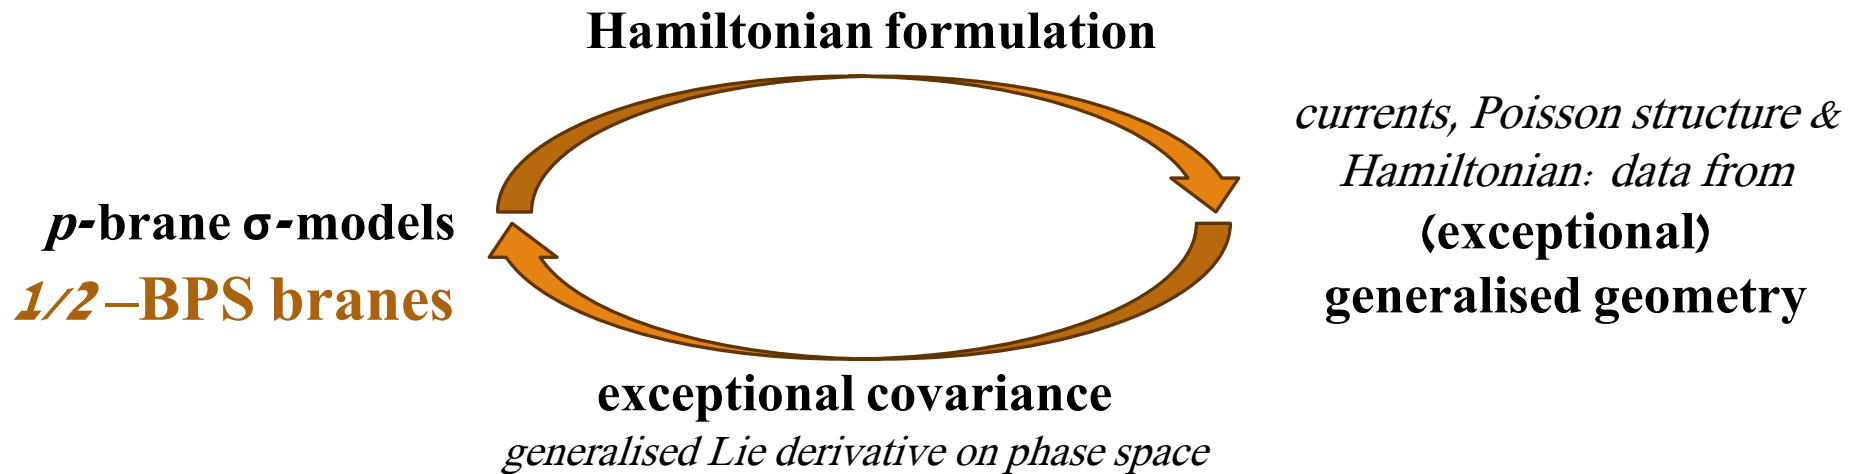 Hamiltonian formulation
currents, Poisson structure &
Hamiltonian: data from
(exceptional)
generalised geometry
p-brane σ-models
1/2–BPS branes
exceptional covariance
generalised Lie derivative on phase space